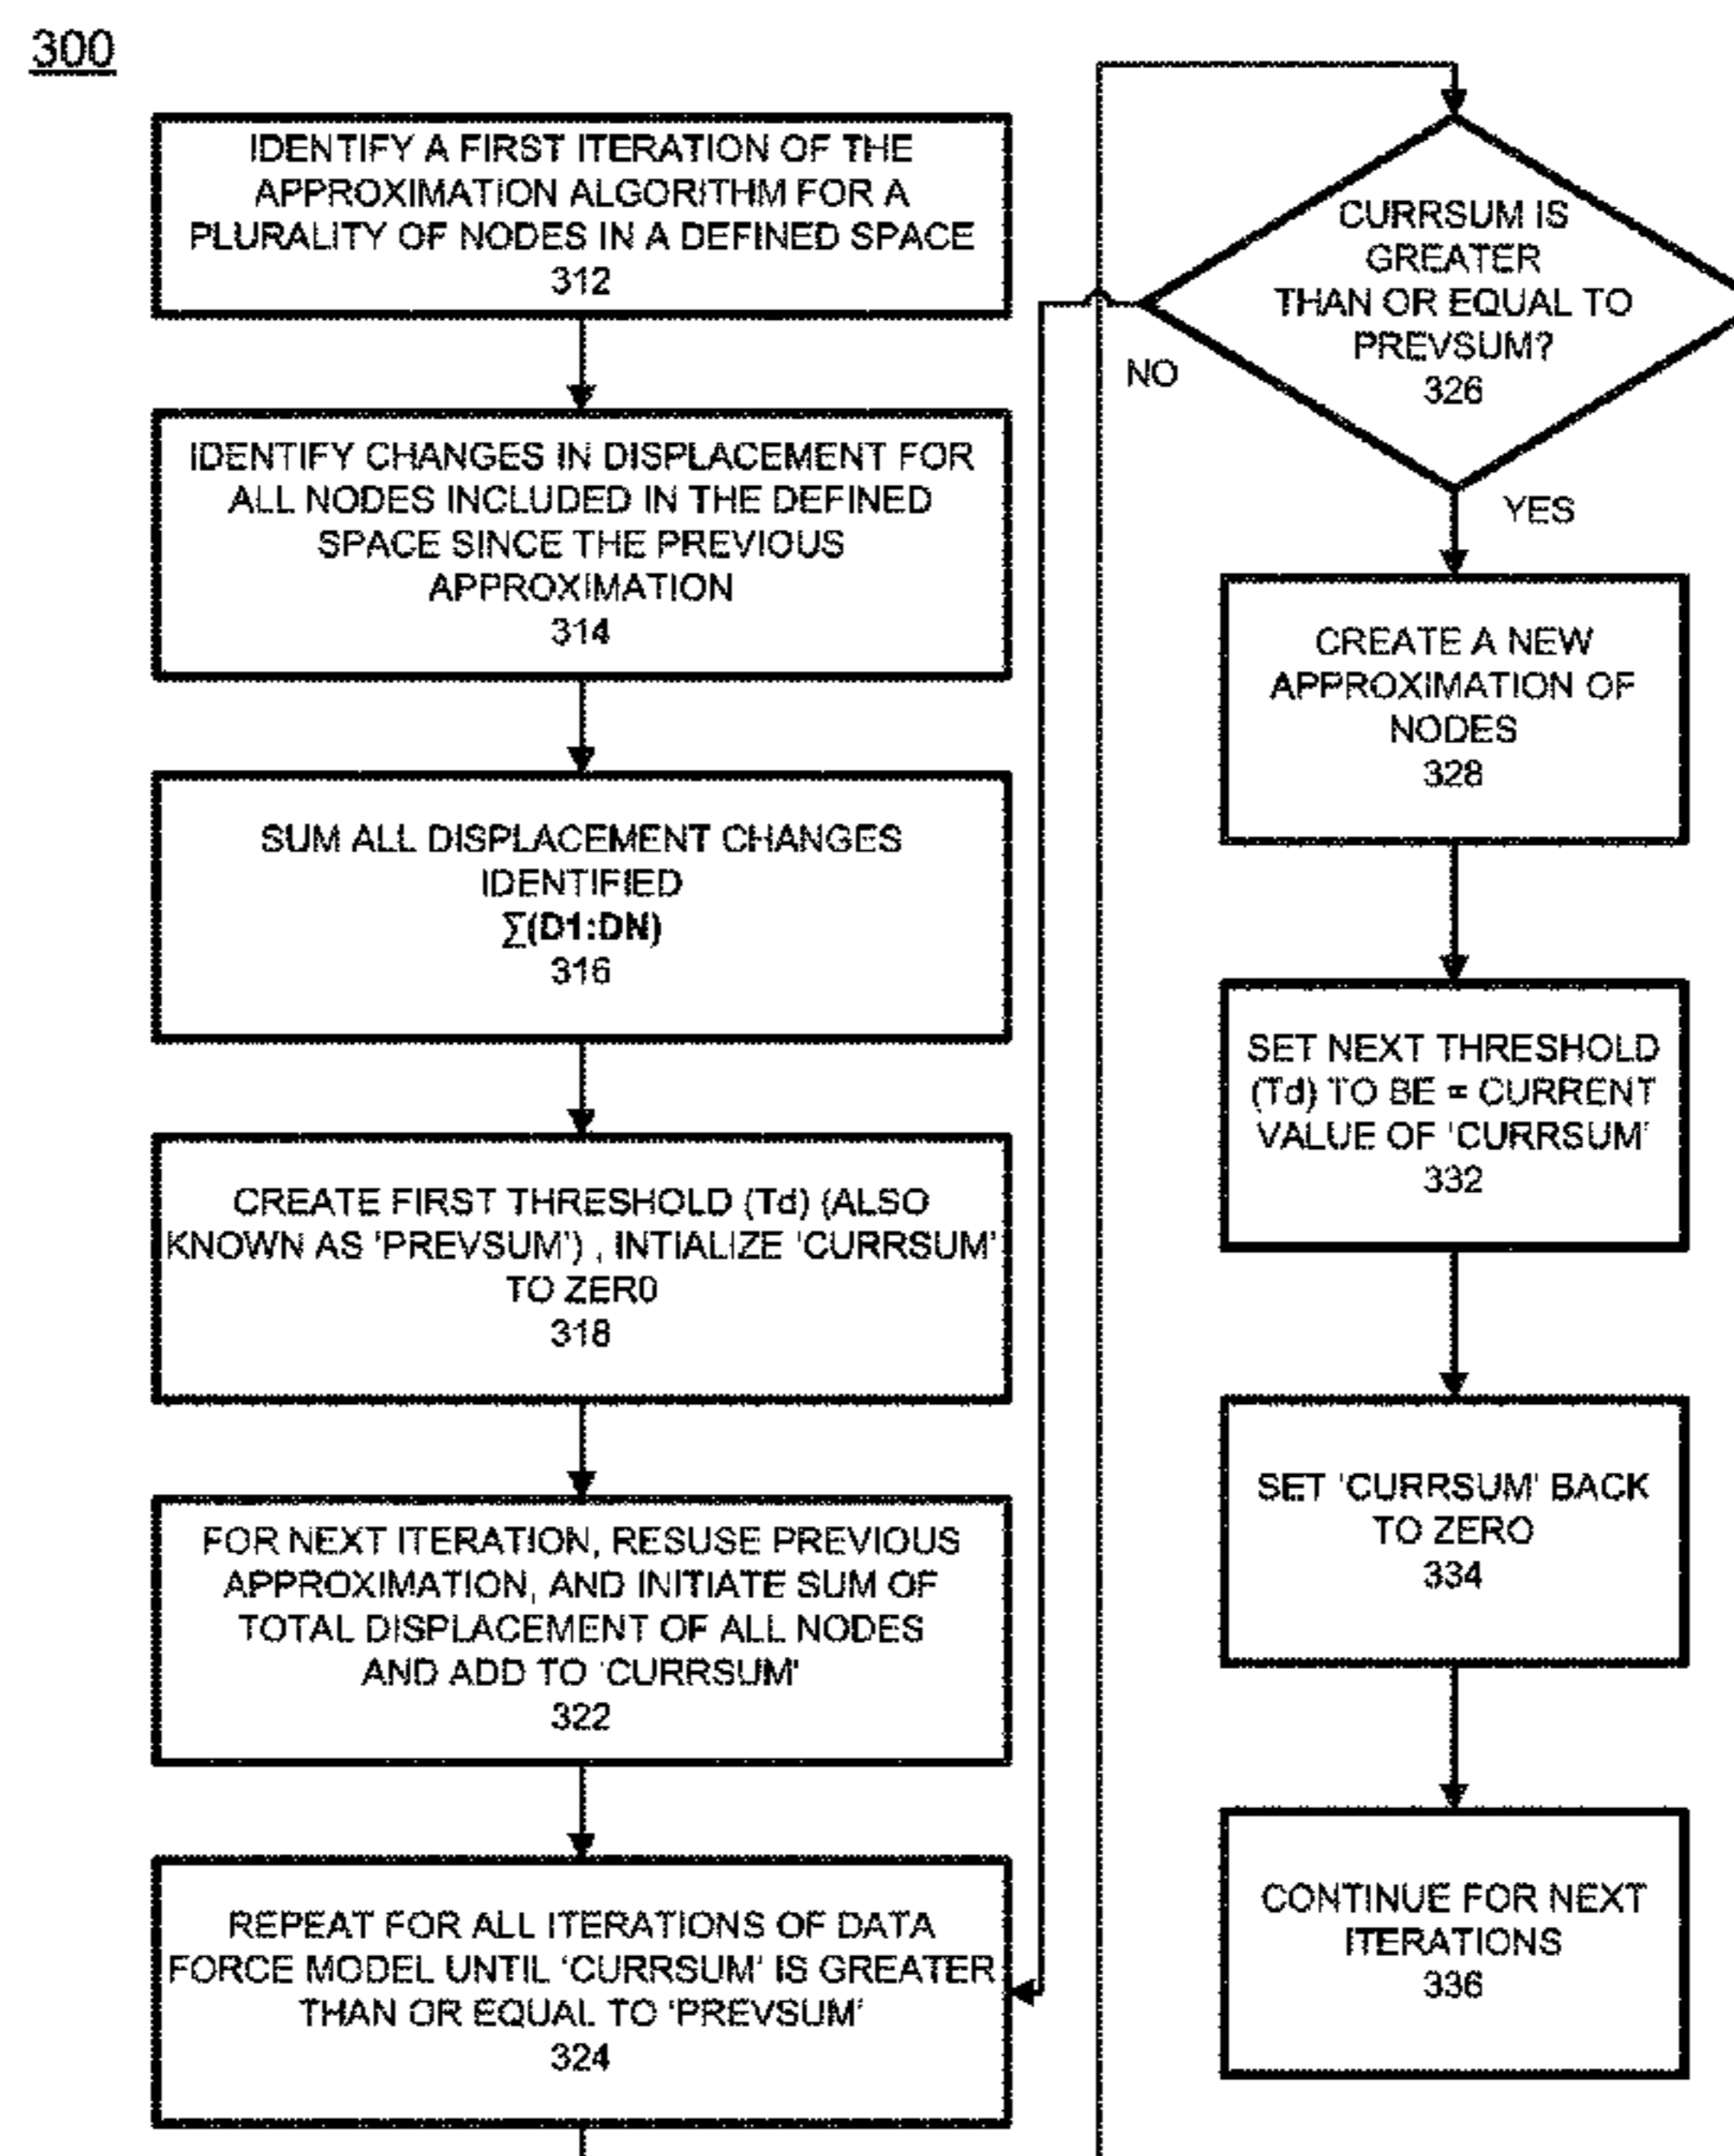 300
IDENTIFY A FIRST ITERATION OF THE
APPROXIMATION ALGORITHM FOR A
PLURALITY OF NODES IN A DEFINED SPACE
312
IDENTIFY CHANGES IN DISPLACEMENT FOR
ALL NODES INCLUDED IN THE DEFINED
SPACE SINCE THE PREVIOUS
APPROXIMATION
314
SUM ALL DISPLACEMENT CHANGES
IDENTIFIED
∑(D1:DN)
316
CREATE FIRST THRESHOLD (Td) (ALSO
KNOWN AS 'PREVSUM') , INTIALIZE 'CURRSUM'
TO ZER0
318
FOR NEXT ITERATION, RESUSE PREVIOUS
APPROXIMATION, AND INITIATE SUM OF
TOTAL DISPLACEMENT OF ALL NODES
AND ADD TO 'CURRSUM'
322
REPEAT FOR ALL ITERATIONS OF DATA
FORCE MODEL UNTIL 'CURRSUM' IS GREATER
THAN OR EQUAL TO 'PREVSUM'
324
CURRSUM IS
GREATER
THAN OR EQUAL TO
PREVSUM?
326
NO
YES
CREATE A NEW
APPROXIMATION OF
NODES
328
SET NEXT THRESHOLD
(Td) TO BE = CURRENT
VALUE OF 'CURRSUM'
332
SET 'CURRSUM' BACK
TO ZERO
334
CONTINUE FOR NEXT
ITERATIONS
336